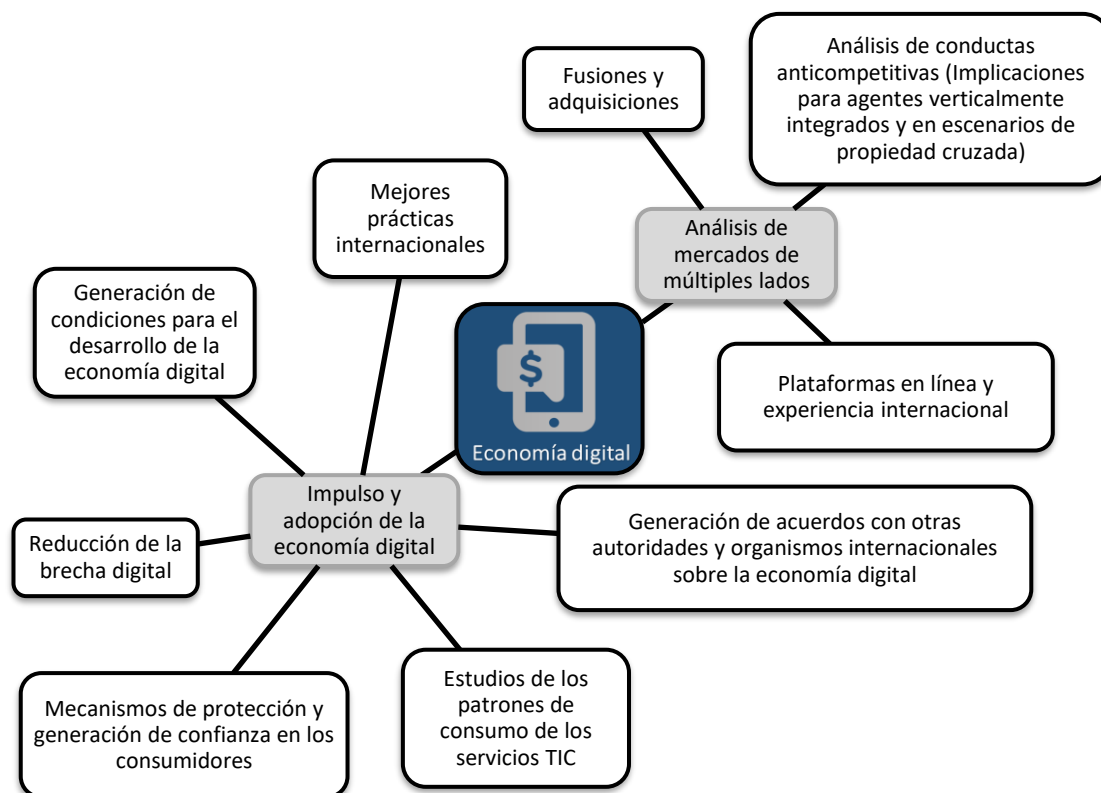 Fusiones y
adquisiciones
Análisis de conductas
anticompetitivas (Implicaciones
para agentes verticalmente
integrados y en escenarios de
propiedad cruzada)
Mejores
prácticas
internacionales
Análisis de
mercados de
múltiples lados
Generación de
condiciones para el
desarrollo de la
economía digital
$
Economía digital
Plataformas en línea y
experiencia internacional
Impulso y
adopción de la
economía digital
Generación de acuerdos con otras
autoridades y organismos internacionales
sobre la economía digital
Reducción de la
brecha digital
Mecanismos de protección y
generación de confianza en los
consumidores
Estudios de los
patrones de
consumo de los
servicios TIC